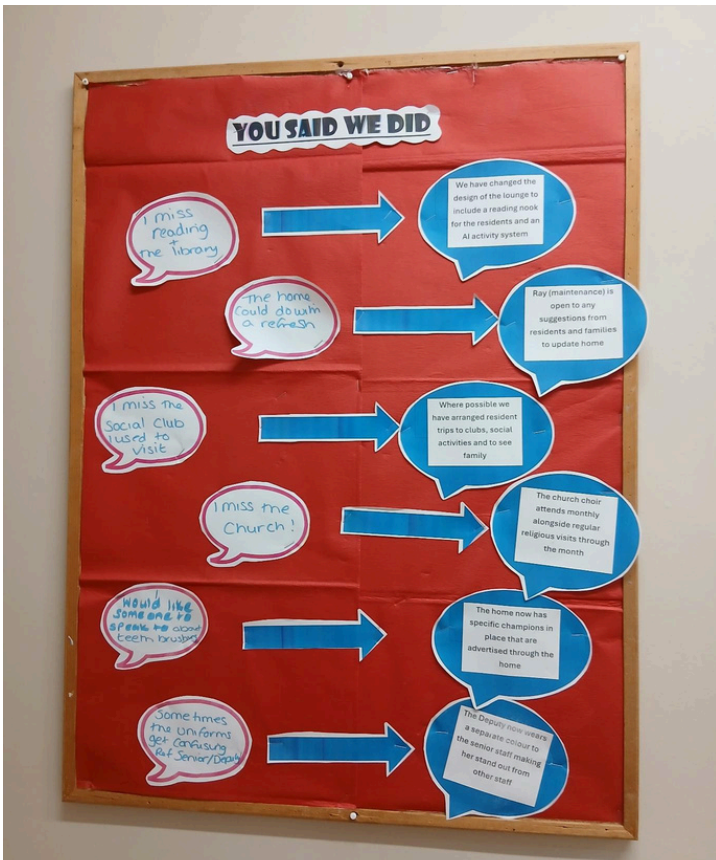 YOU SAID WE DID
I miss
reading
+
the library
We have changed the
design of the lounge to
include a reading nook
for the residents and an
AI activity system
The home
could do with
a refresh
Ray (maintenance) is
open to any
suggestions from
residents and families
to update home
I miss the
Social Club
I used to
visit
Where possible we
have arranged resident
trips to clubs, social
activities and to see
family
I miss the
Church!
The church choir
attends monthly
alongside regular
religious visits through
the month
Would like
someone to
speak to about
teeth brushing
The home now has
specific champions in
place that are
advertised through the
home
Sometimes
the uniforms
get confusing
Ref Senior/Deputy
The Deputy now wears
a separate colour to
the senior staff making
her stand out from
other staff